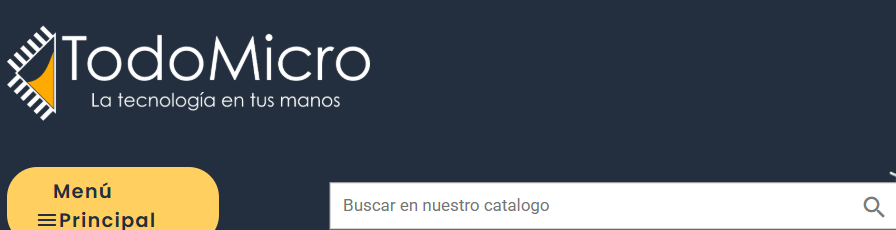 TodoMicro
La tecnología en tus manos
Menú
Principal
Buscar en nuestro catalogo